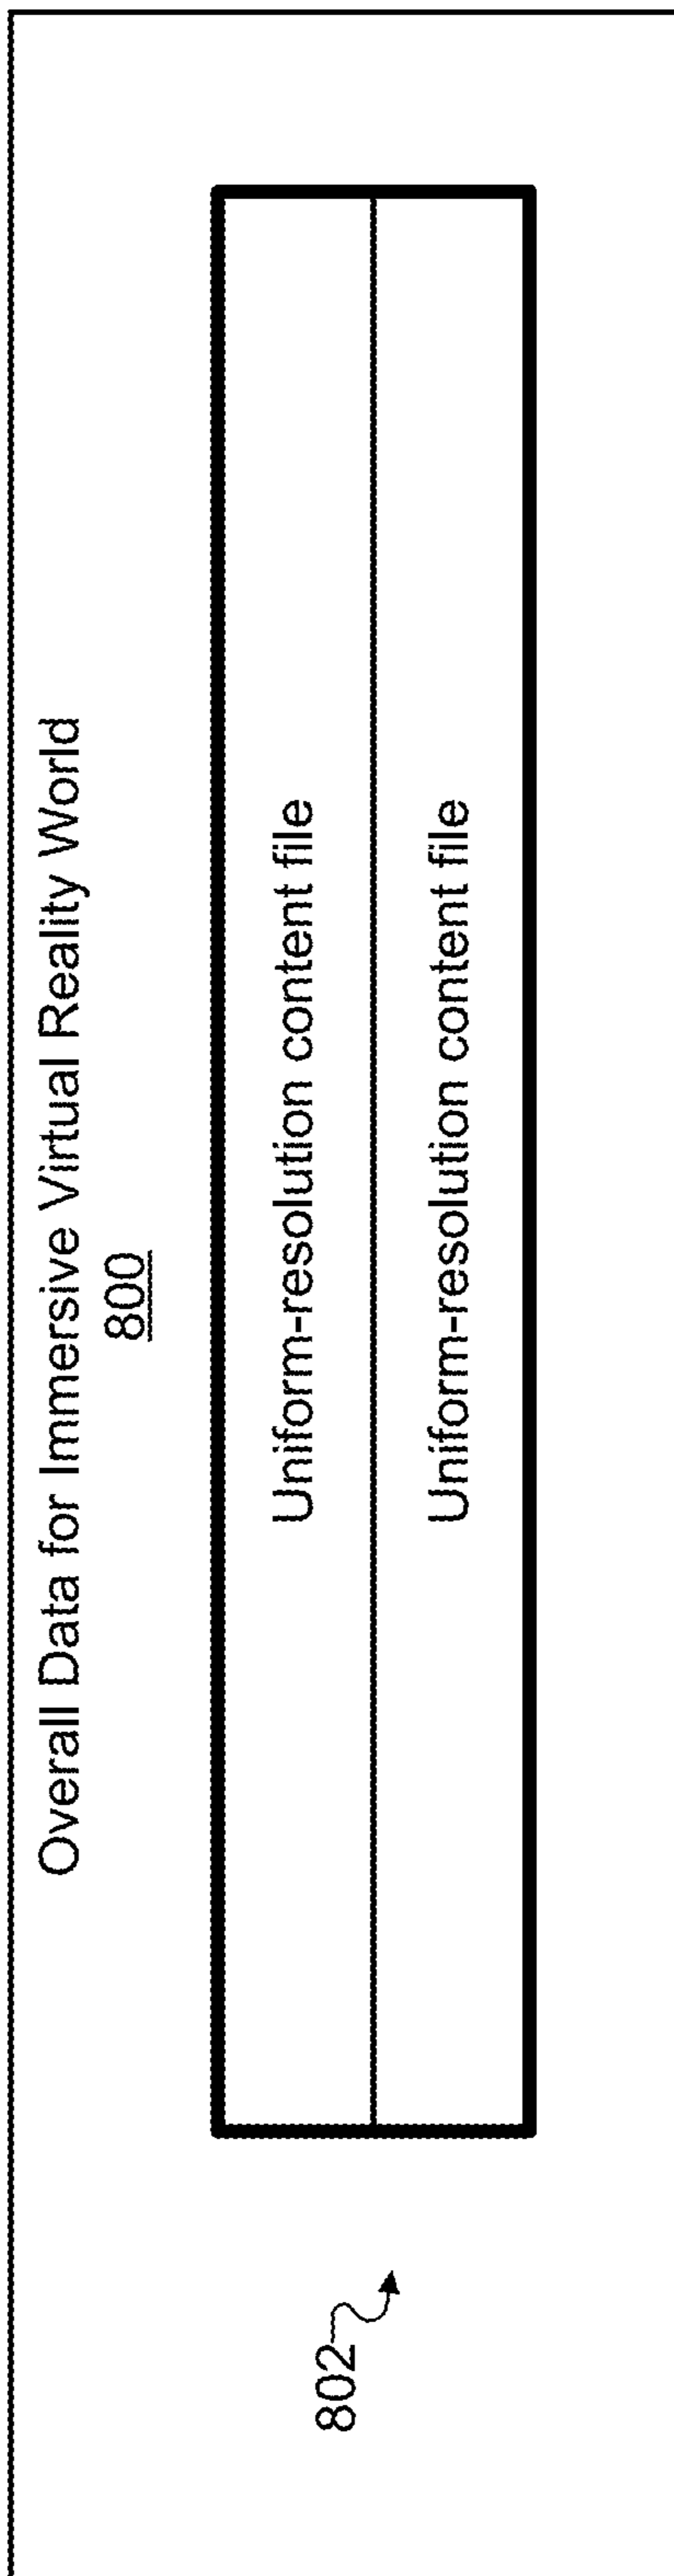 Overall Data for Immersive Virtual Reality World
800
Uniform-resolution content file
Uniform-resolution content file
802